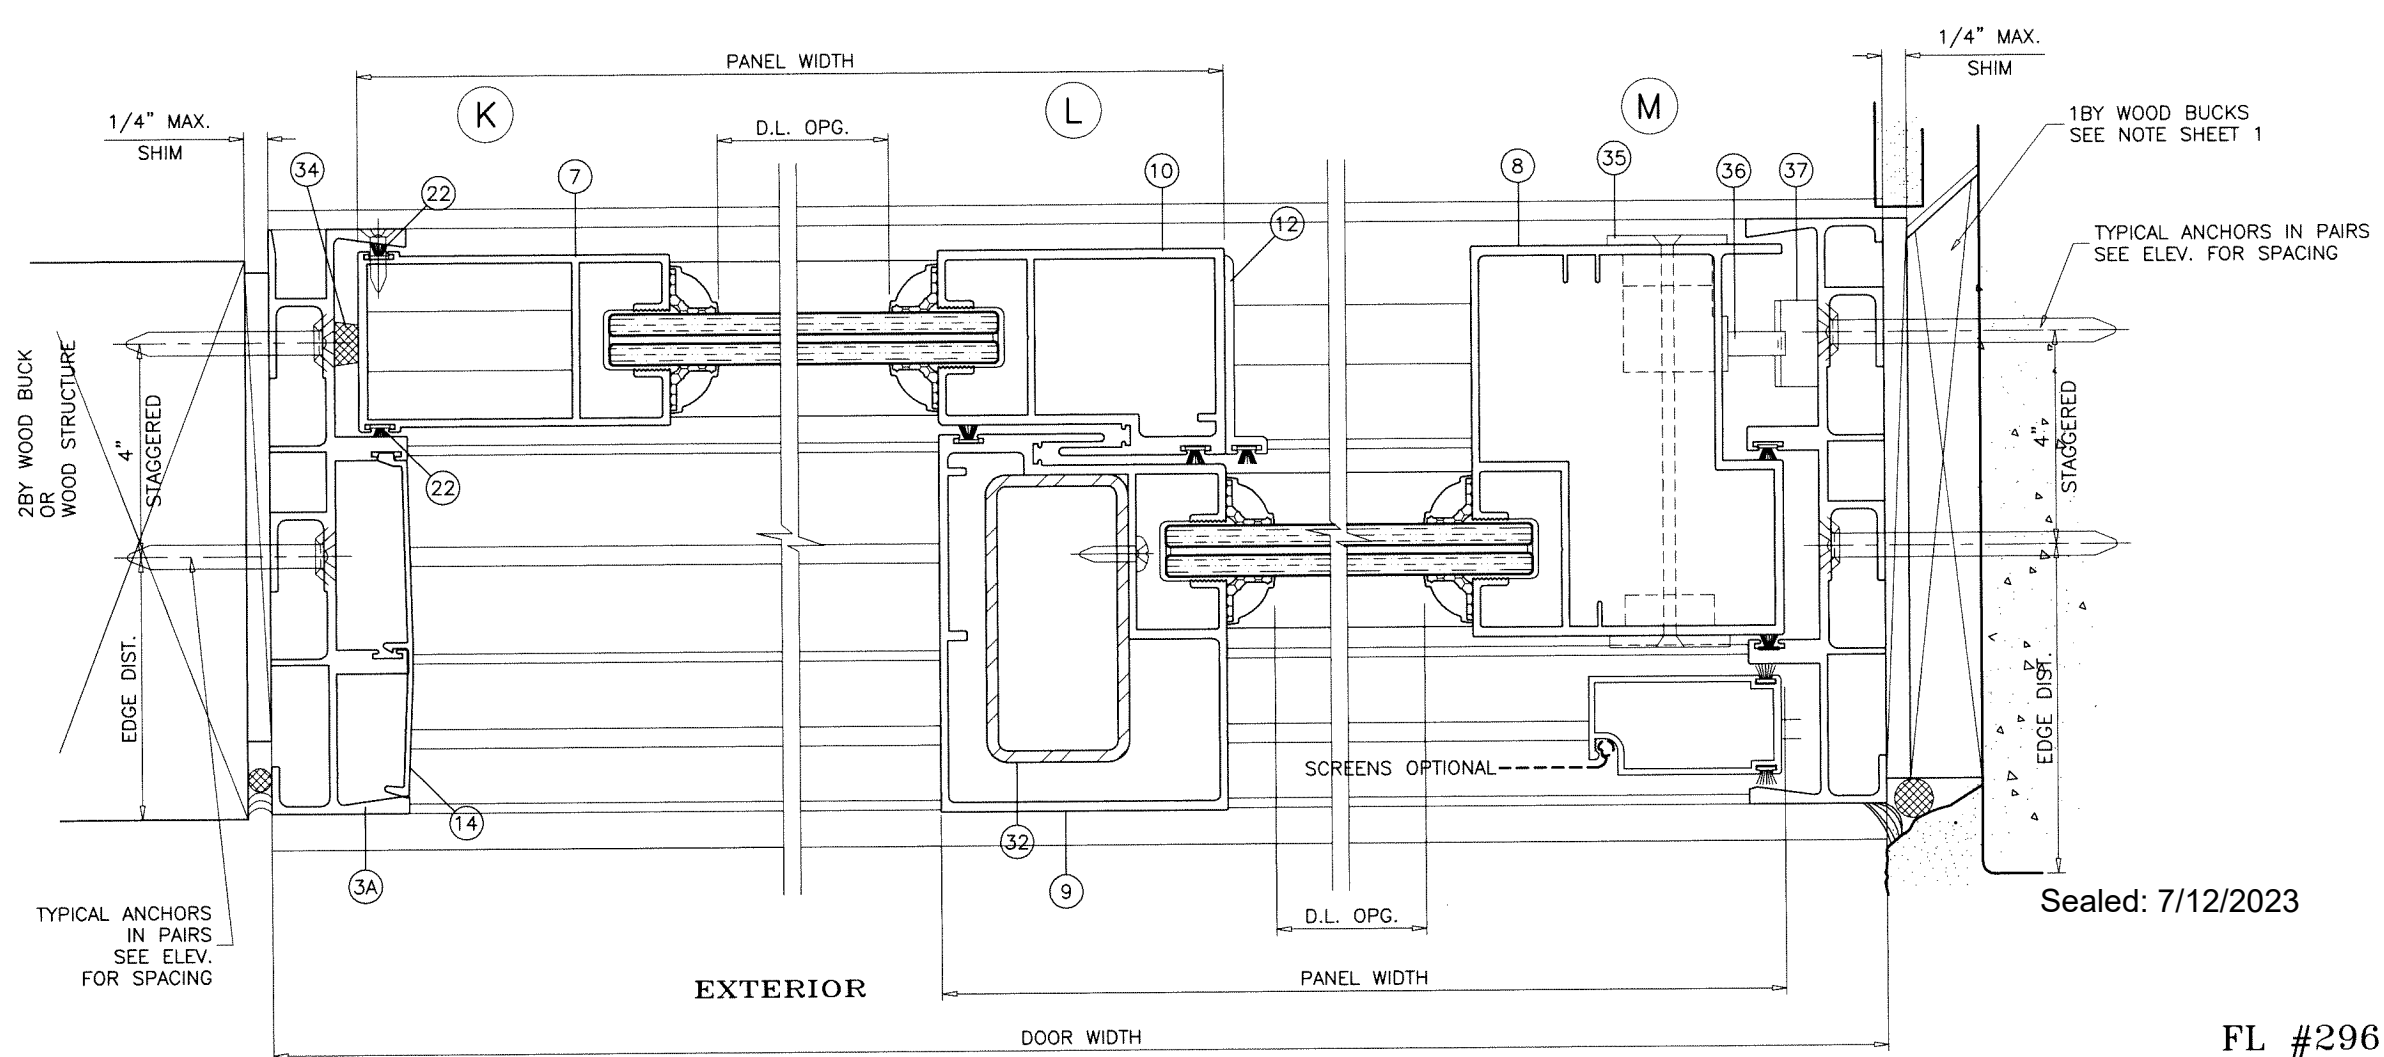 PANEL WIDTH
1/4" MAX.
SHIM
K
L
M
D.L. OPG.
1/4" MAX.
SHIM
1BY WOOD BUCKS
SEE NOTE SHEET 1
34
22
7
10
12
8
35
36
37
TYPICAL ANCHORS IN PAIRS
SEE ELEV. FOR SPACING
2BY WOOD BUCK
OR
WOOD STRUCTURE
4"
STAGGERED
EDGE DIST.
22
4"
STAGGERED
EDGE DIST.
SCREENS OPTIONAL
14
32
3A
9
TYPICAL ANCHORS
IN PAIRS
SEE ELEV.
FOR SPACING
D.L. OPG.
Sealed: 7/12/2023
EXTERIOR
PANEL WIDTH
DOOR WIDTH
FL #296